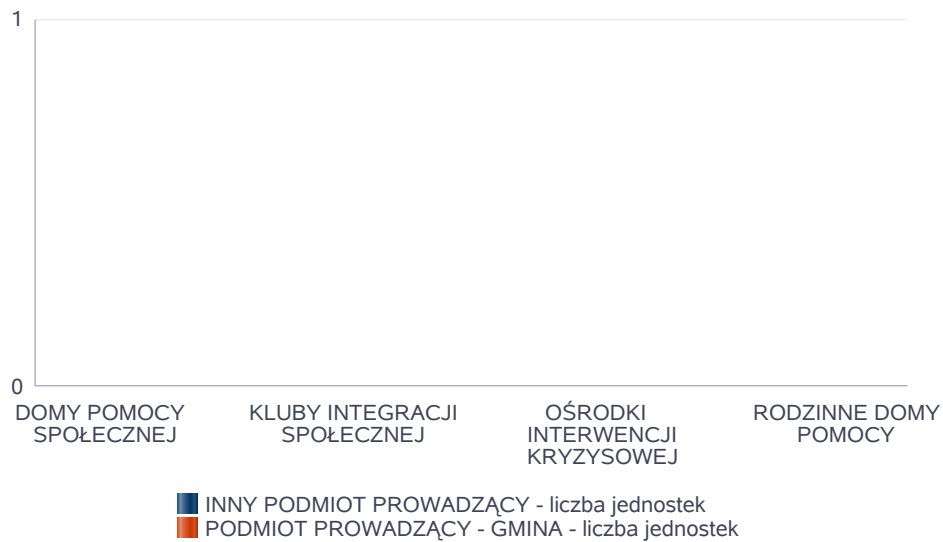 1
0
DOMY POMOCY
SPOŁECZNEJ
KLUBY INTEGRACJI
SPOŁECZNEJ
OŚRODKI
INTERWENCJI
KRYZYSOWEJ
RODZINNE DOMY
POMOCY
INNY PODMIOT PROWADZĄCY - liczba jednostek
PODMIOT PROWADZĄCY - GMINA - liczba jednostek